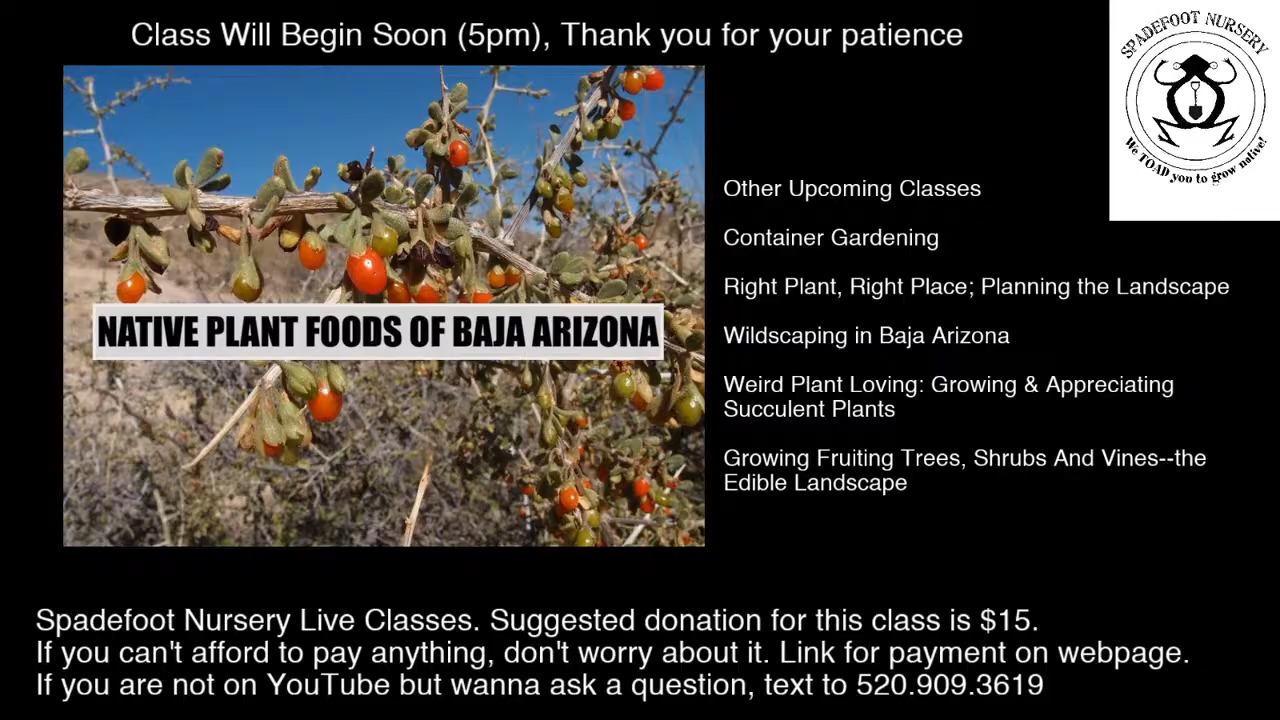 Class Will Begin Soon (5pm), Thank you for your patience
SPADEFOOT NURSERY
We TOAD you to grow native!
NATIVE PLANT FOODS OF BAJA ARIZONA
Other Upcoming Classes
Container Gardening
Right Plant, Right Place; Planning the Landscape
Wildscaping in Baja Arizona
Weird Plant Loving: Growing & Appreciating
Succulent Plants
Growing Fruiting Trees, Shrubs And Vines--the
Edible Landscape
Spadefoot Nursery Live Classes. Suggested donation for this class is $15.
If you can't afford to pay anything, don't worry about it. Link for payment on webpage.
If you are not on YouTube but wanna ask a question, text to 520.909.3619